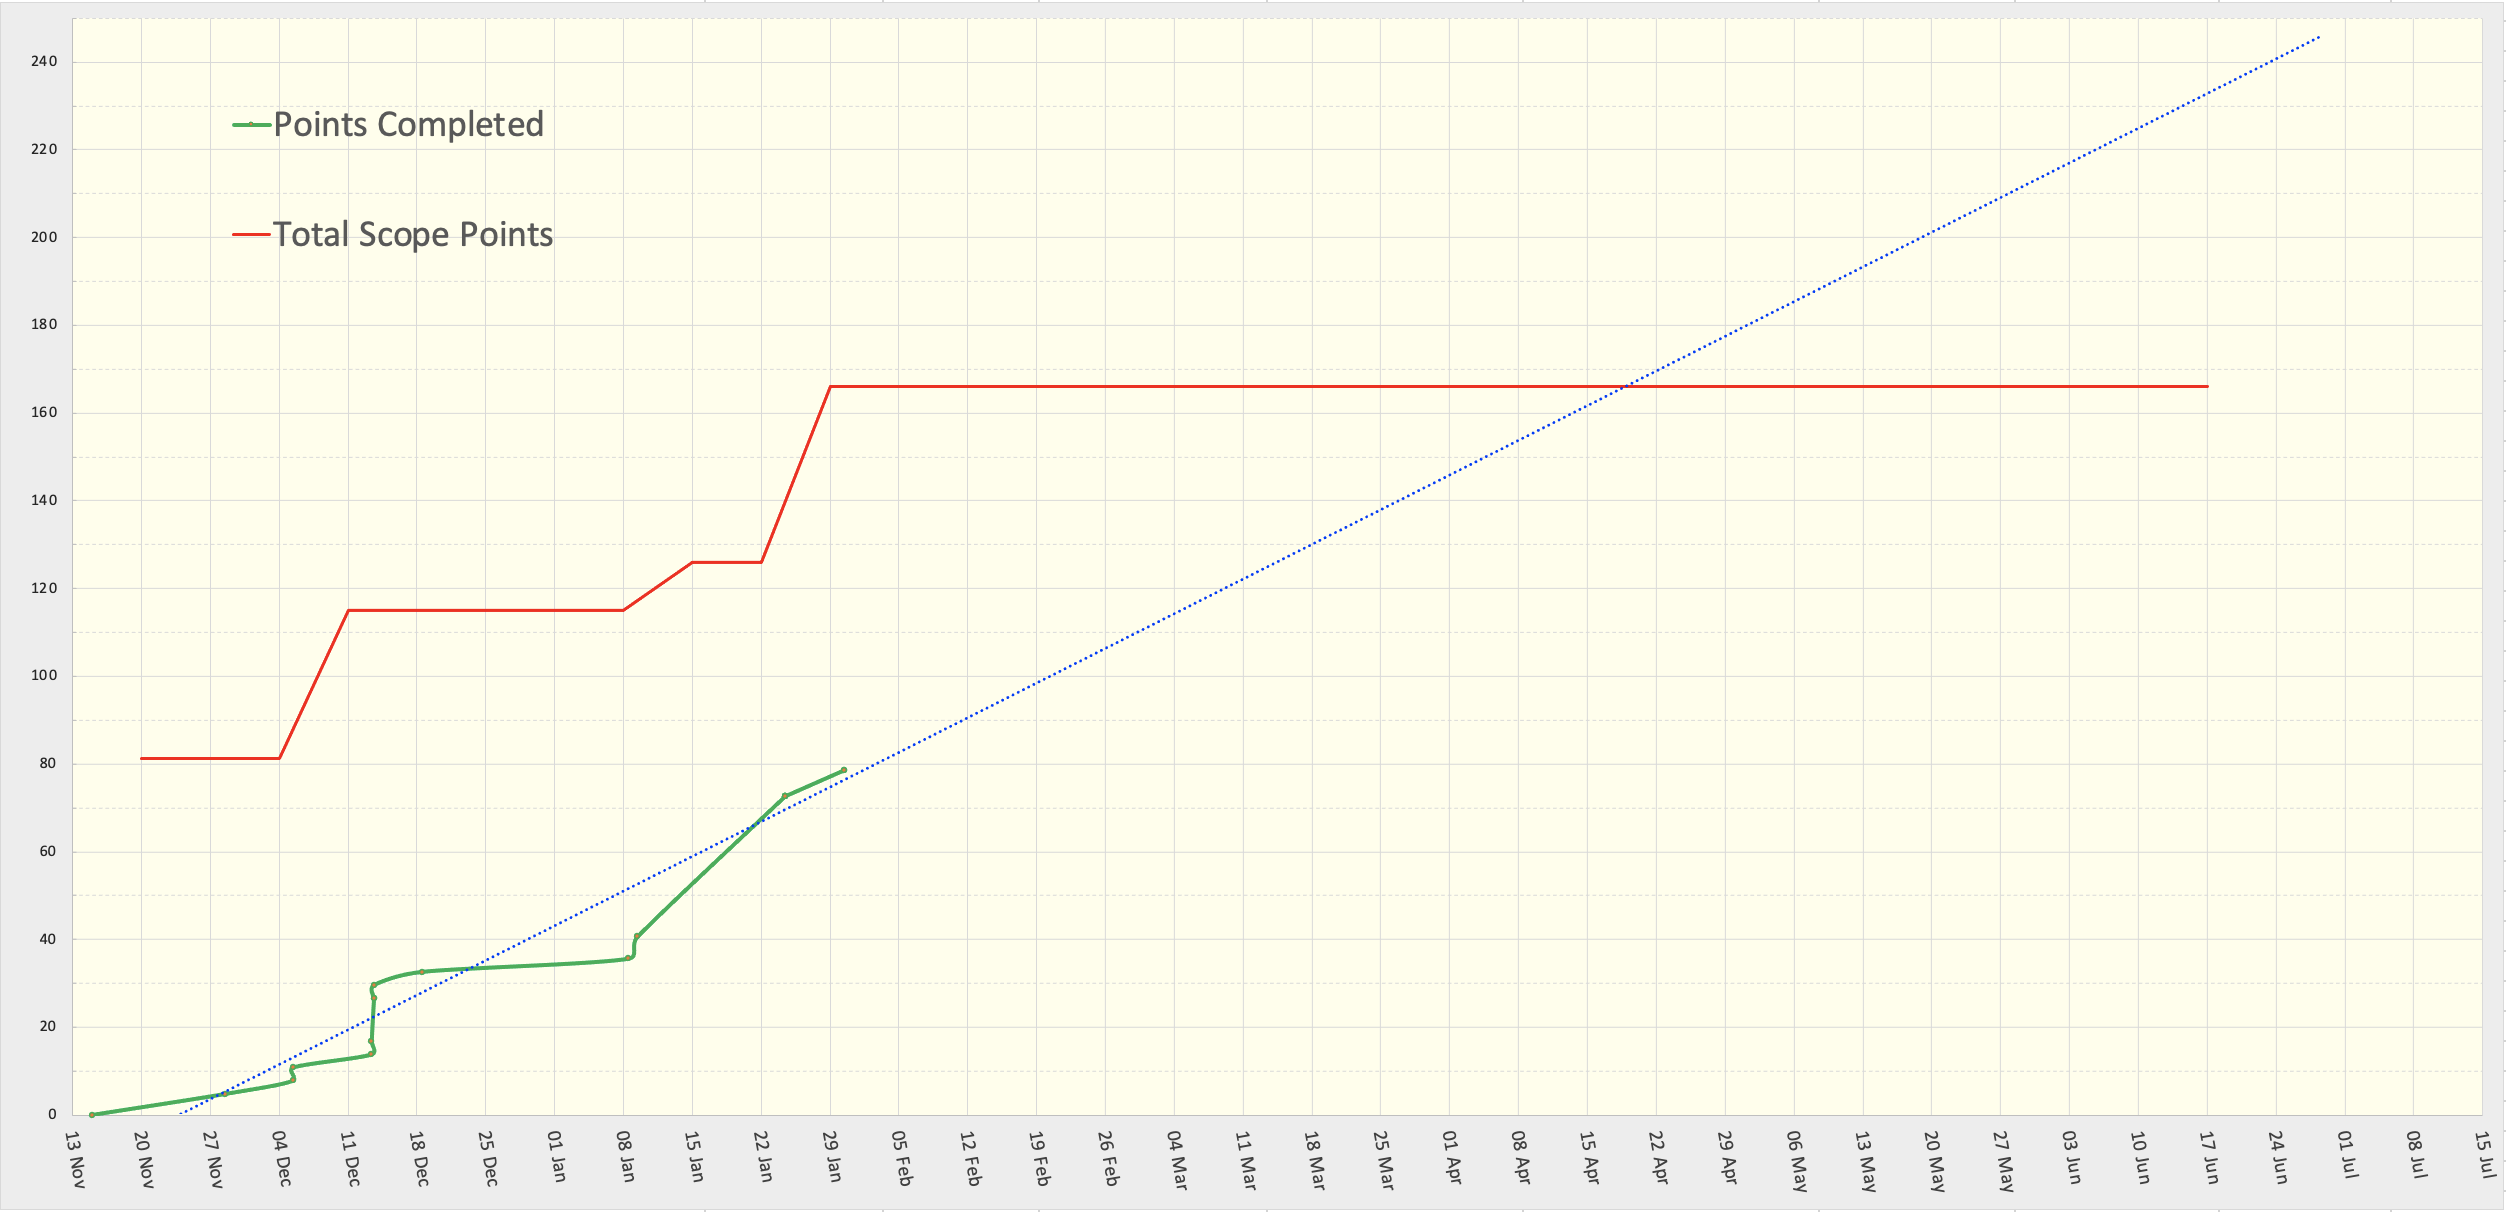 240
Points Completed
220
Total Scope Points
200
180
160
140
120
100
80
60
40
20
0
13 Nov
20 Nov
27 Nov
04 Dec
11 Dec
18 Dec
25 Dec
01 Jan
08 Jan
15 Jan
22 Jan
29 Jan
05 Feb
12 Feb
19 Feb
26 Feb
04 Mar
11 Mar
18 Mar
25 Mar
01 Apr
08 Apr
15 Apr
22 Apr
29 Apr
06 May
13 May
20 May
27 May
03 Jun
10 Jun
17 Jun
24 Jun
01 Jul
08 Jul
15 Jul